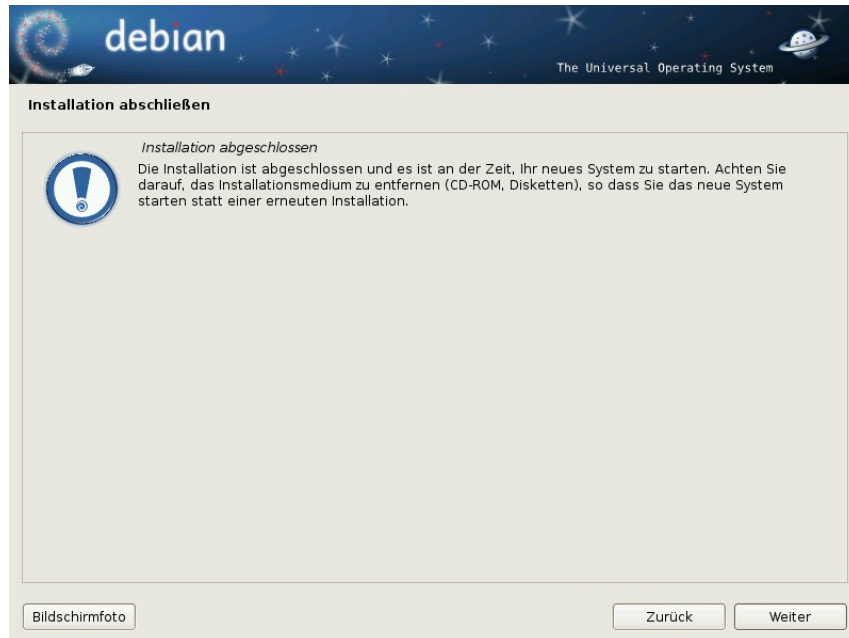 debian
The Universal Operating System
Installation abschließen
Installation abgeschlossen
Die Installation ist abgeschlossen und es ist an der Zeit, Ihr neues System zu starten. Achten Sie
darauf, das Installationsmedium zu entfernen (CD-ROM, Disketten), so dass Sie das neue System
starten statt einer erneuten Installation.
Bildschirmfoto
Zurück
Weiter